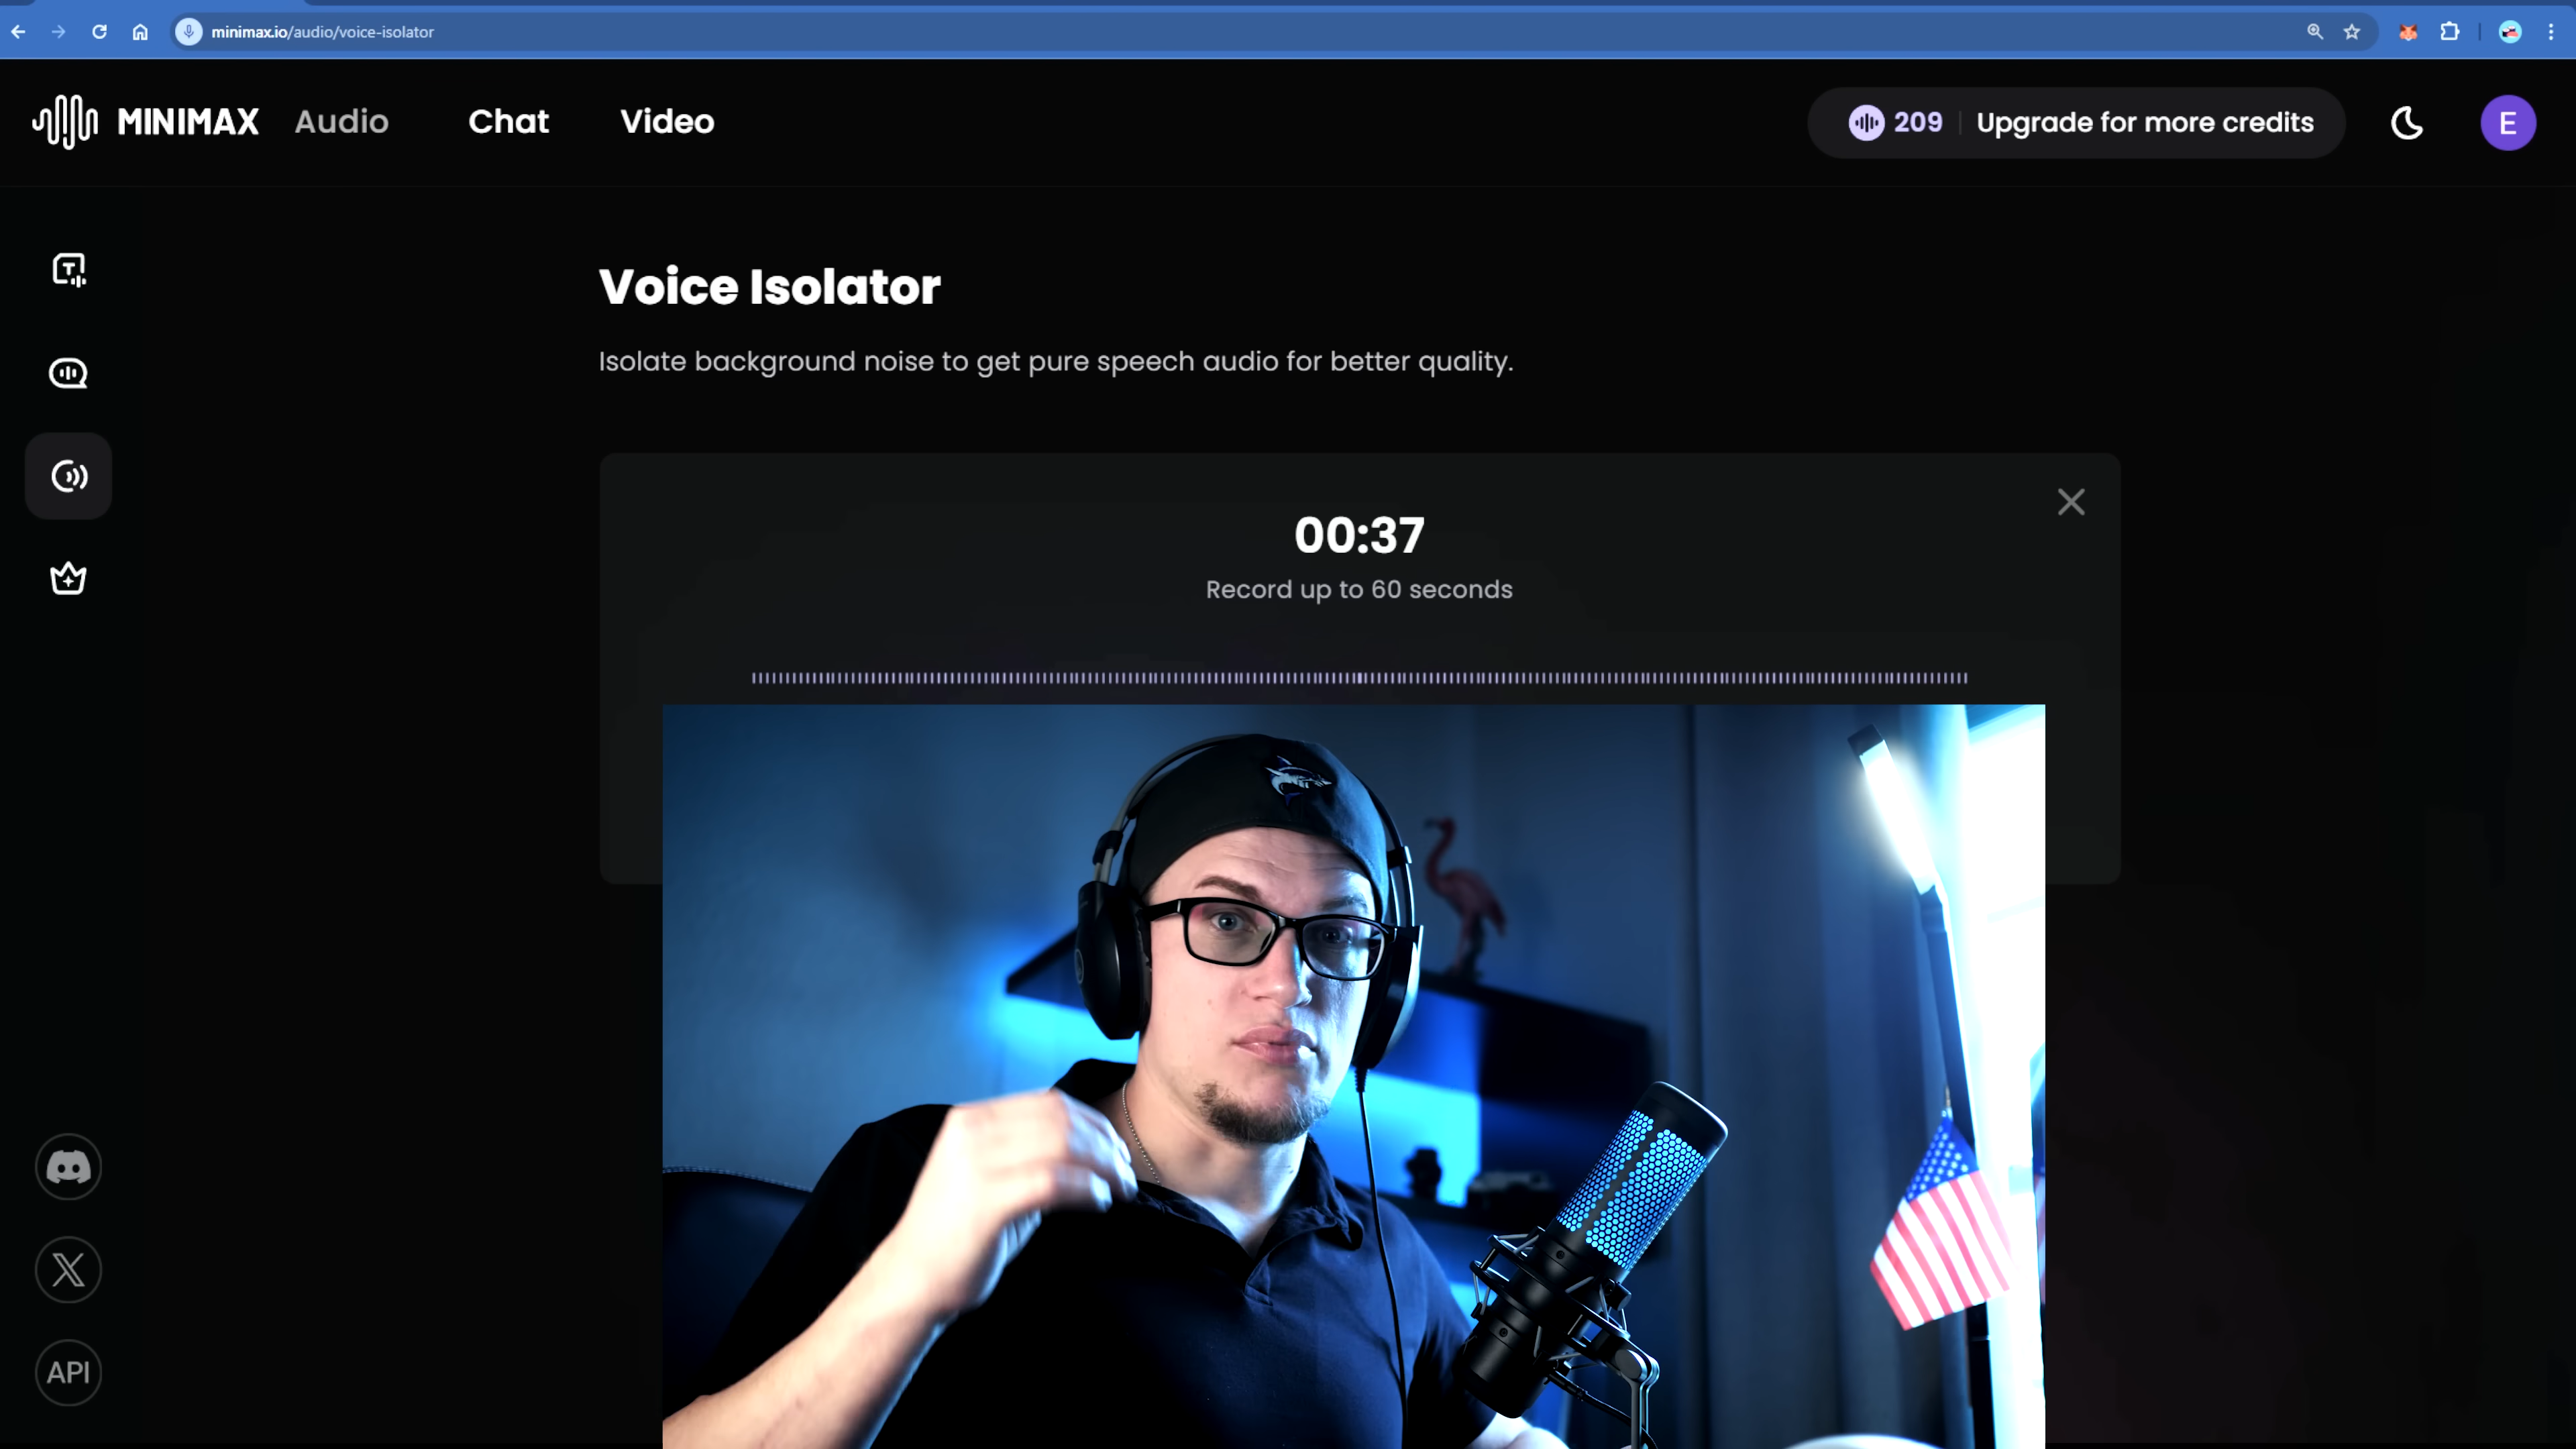 minimax.io/audio/voice-isolator
MINIMAX Audio Chat Video 209 Upgrade for more credits E
Voice Isolator
Isolate background noise to get pure speech audio for better quality.
00:37
Record up to 60 seconds
API